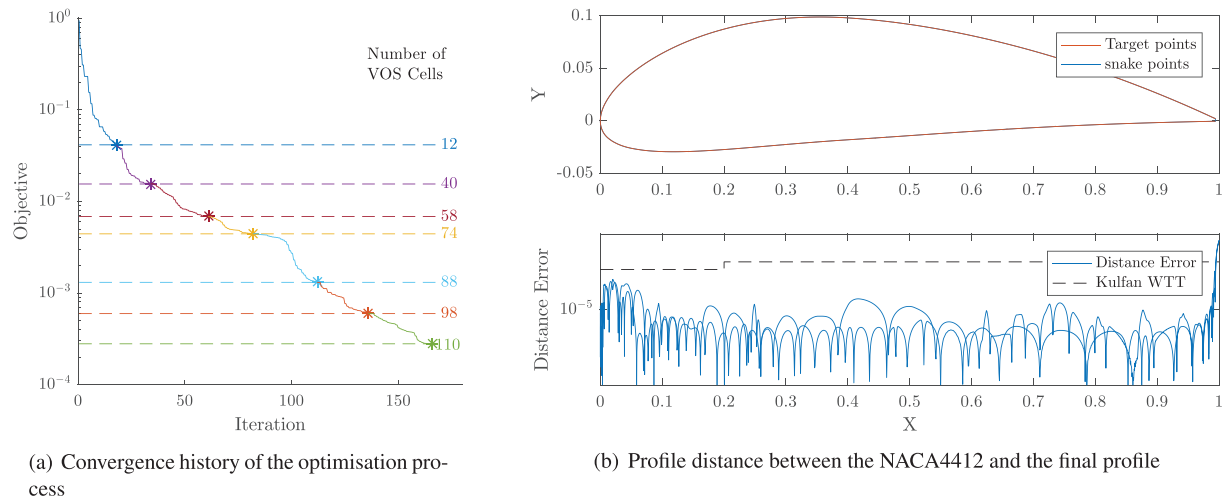 10^0
10^-1
10^-2
10^-3
10^-4
Objective
0 50 100 150
Iteration
Number of
VOS Cells
12
40
58
74
88
98
110
(a) Convergence history of the optimisation pro-
cess
0.1
0.05
0
-0.05
Y
Target points
snake points
0 0.1 0.2 0.3 0.4 0.5 0.6 0.7 0.8 0.9 1
10^-5
Distance Error
Distance Error
Kulfan WTT
0 0.1 0.2 0.3 0.4 0.5 0.6 0.7 0.8 0.9 1
X
(b) Profile distance between the NACA4412 and the final profile